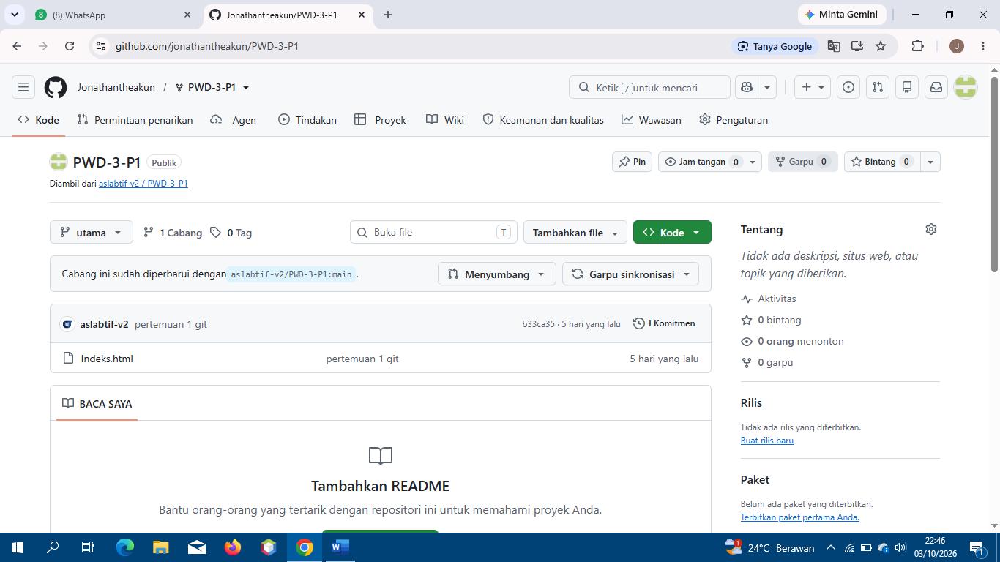 8 (8) WhatsApp
Jonathantheakun/PWD-3-P1
Minta Gemini
github.com/jonathantheakun/PWD-3-P1
Tanya Google
J
Jonathantheakun / PWD-3-P1
Ketik / untuk mencari
Kode Permintaan penarikan Agen Tindakan Proyek Wiki Keamanan dan kualitas Wawasan Pengaturan
PWD-3-P1 Publik
Pin Jam tangan 0 Garpu 0 Bintang 0
Diambil dari aslabtif-v2 / PWD-3-P1
utama 1 Cabang 0 Tag
Buka file T Tambahkan file Kode
Cabang ini sudah diperbarui dengan aslabtif-v2/PWD-3-P1:main .
Menyumbang Garpu sinkronisasi
aslabtif-v2 pertemuan 1 git b33ca35 · 5 hari yang lalu 1 Komitmen
Indeks.html pertemuan 1 git 5 hari yang lalu
BACA SAYA
Tambahkan README
Bantu orang-orang yang tertarik dengan repositori ini untuk memahami proyek Anda.
Tentang
Tidak ada deskripsi, situs web, atau
topik yang diberikan.
Aktivitas
0 bintang
0 orang menonton
0 garpu
Rilis
Tidak ada rilis yang diterbitkan.
Buat rilis baru
Paket
Belum ada paket yang diterbitkan.
Terbitkan paket pertama Anda.
1 24°C Berawan
22:46
03/10/2026
1